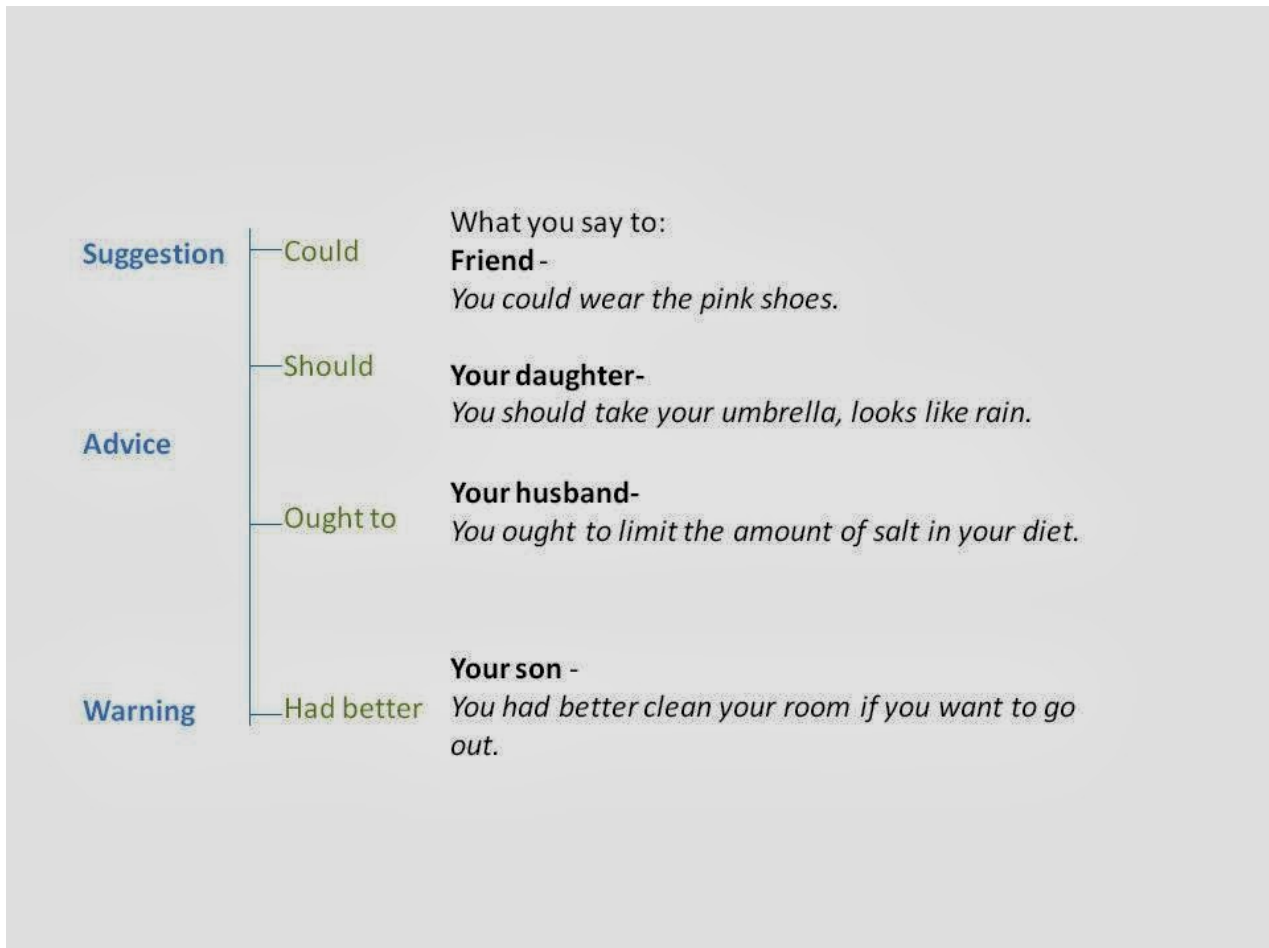 What you say to:
Suggestion Could Friend -
You could wear the pink shoes.
Should Your daughter-
You should take your umbrella, looks like rain.
Advice
Your husband-
Ought to You ought to limit the amount of salt in your diet.
Your son -
Warning Had better You had better clean your room if you want to go
out.